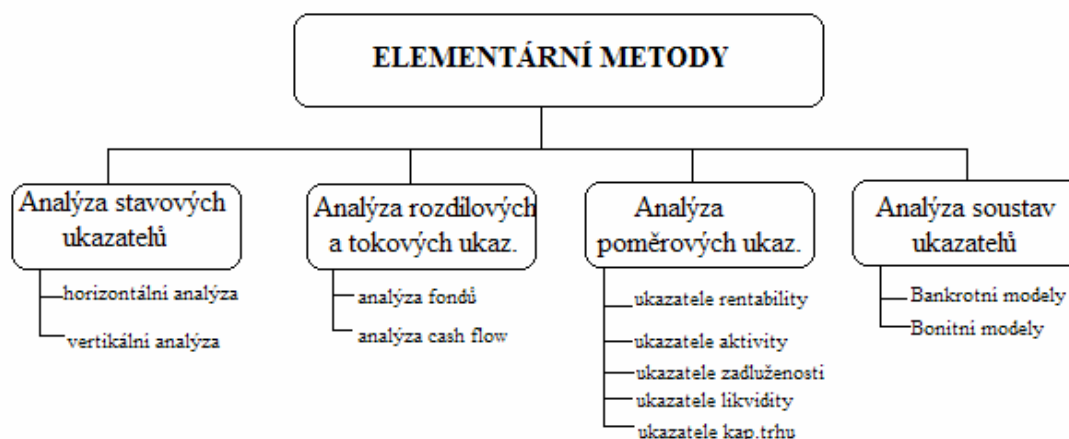 ELEMENTÁRNÍ METODY
Analýza stavových
ukazatelů
horizontální analýza
vertikální analýza
Analýza rozdílových
a tokových ukaz.
analýza fondů
analýza cash flow
Analýza
poměrových ukaz.
ukazatele rentability
ukazatele aktivity
ukazatele zadluženosti
ukazatele likvidity
ukazatele kap.trhu
Analýza soustav
ukazatelů
Bankrotní modely
Bonitní modely